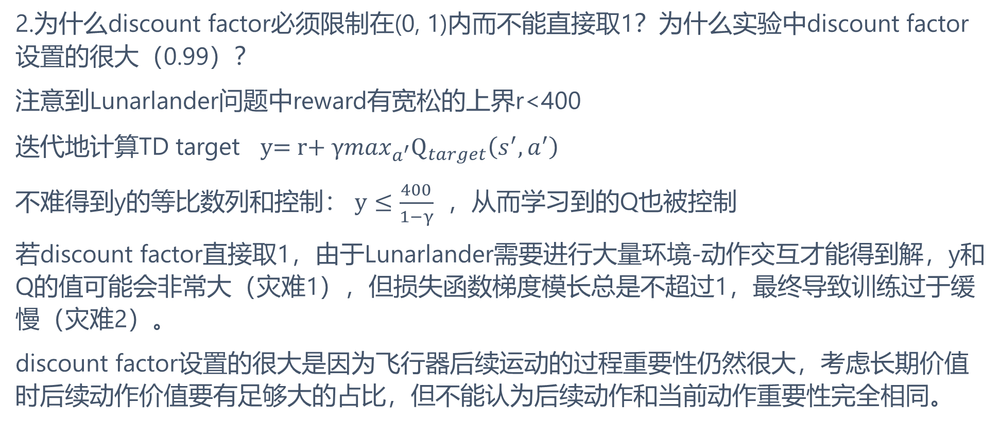 2.为什么discount factor必须限制在(0, 1)内而不能直接取1？为什么实验中discount factor
设置的很大（0.99）？
注意到Lunarlander问题中reward有宽松的上界r<400
迭代地计算TD target y= r+ γmaxₐ′Qtarget(s′, a′)
不难得到y的等比数列和控制： y ≤ 400/(1−γ) ，从而学习到的Q也被控制
若discount factor直接取1，由于Lunarlander需要进行大量环境-动作交互才能得到解，y和
Q的值可能会非常大（灾难1），但损失函数梯度模长总是不超过1，最终导致训练过于缓
慢（灾难2）。
discount factor设置的很大是因为飞行器后续运动的过程重要性仍然很大，考虑长期价值
时后续动作价值要有足够大的占比，但不能认为后续动作和当前动作重要性完全相同。